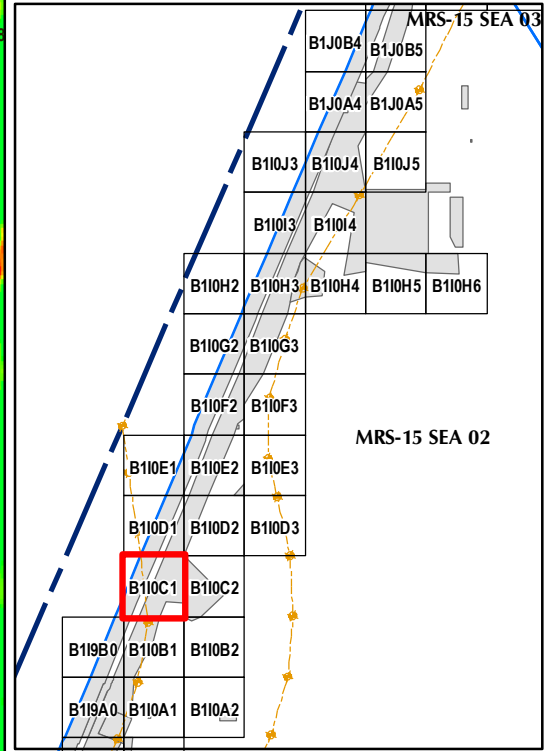 MRS-15 SEA 03
B1J0B4 B1J0B5
B1J0A4 B1J0A5
B1I0J3 B1I0J4 B1I0J5
B1I0I3 B1I0I4
B1I0H2 B1I0H3 B1I0H4 B1I0H5 B1I0H6
B1I0G2 B1I0G3
B1I0F2 B1I0F3
MRS-15 SEA 02
B1I0E1 B1I0E2 B1I0E3
B1I0D1 B1I0D2 B1I0D3
B1I0C1 B1I0C2
B1I9B0 B1I0B1 B1I0B2
B1I9A0 B1I0A1 B1I0A2